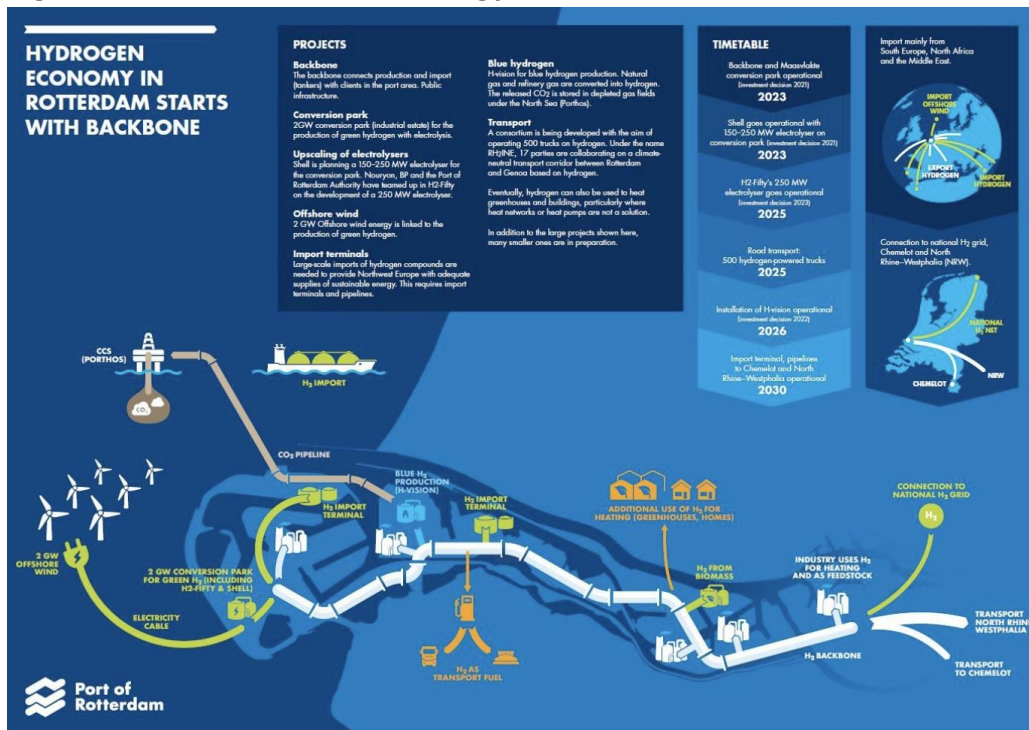 HYDROGEN
ECONOMY IN
ROTTERDAM STARTS
WITH BACKBONE
PROJECTS
Backbone
The backbone connects production and import
(tankers) with clients in the port area. Public
infrastructure.
Conversion park
2GW conversion park (industrial estate) for the
production of green hydrogen with electrolysis.
Upscaling of electrolysers
Shell is planning a 150–250 MW electrolyser for
the conversion park. Nouryon, BP and the Port of
Rotterdam Authority have teamed up in H2-Fifty
on the development of a 250 MW electrolyser.
Offshore wind
2 GW Offshore wind energy is linked to the
production of green hydrogen.
Import terminals
Large-scale imports of hydrogen compounds are
needed to provide Northwest Europe with adequate
supplies of sustainable energy. This requires import
terminals and pipelines.
Blue hydrogen
H-vision for blue hydrogen production. Natural
gas and refinery gas are converted into hydrogen.
The released CO2 is stored in depleted gas fields
under the North Sea (Porthos).
Transport
A consortium is being developed with the aim of
operating 500 trucks on hydrogen. Under the name
RH2INE, 17 parties are collaborating on a climate-
neutral transport corridor between Rotterdam
and Genoa based on hydrogen.
Eventually, hydrogen can also be used to heat
greenhouses and buildings, particularly where
heat networks or heat pumps are not a solution.
In addition to the large projects shown here,
many smaller ones are in preparation.
TIMETABLE
Backbone and Maasvlakte
conversion park operational
(investment decision 2021)
2023
Shell goes operational with
150–250 MW electrolyser on
conversion park (investment decision 2021)
2023
H2-Fifty's 250 MW
electrolyser goes operational
(investment decision 2023)
2025
Road transport:
500 hydrogen-powered trucks
2025
Installation of H-vision operational
(investment decision 2022)
2026
Import terminal, pipelines
to Chemelot and North
Rhine–Westphalia operational
2030
Import mainly from
South Europe, North Africa
and the Middle East.
IMPORT
OFFSHORE
WIND
EXPORT
HYDROGEN
IMPORT
HYDROGEN
Connection to national H2 grid,
Chemelot and North
Rhine–Westphalia (NRW).
NATIONAL
H2 NET
NRW
CHEMELOT
CCS
(PORTHOS)
CO2
H2 IMPORT
CO2 PIPELINE
BLUE H2
PRODUCTION
(H-VISION)
H2 IMPORT
TERMINAL
H2 IMPORT
TERMINAL
ADDITIONAL USE OF H2 FOR
HEATING (GREENHOUSES, HOMES)
CONNECTION TO
NATIONAL H2 GRID
H2
2 GW
OFFSHORE
WIND
2 GW CONVERSION PARK
FOR GREEN H2 (INCLUDING
H2-FIFTY & SHELL)
ELECTRICITY
CABLE
H2 FROM
BIOMASS
INDUSTRY USES H2
FOR HEATING
AND AS FEEDSTOCK
H2 AS
TRANSPORT FUEL
H2 BACKBONE
TRANSPORT
NORTH RHINE
WESTPHALIA
TRANSPORT
TO CHEMELOT
Port of
Rotterdam